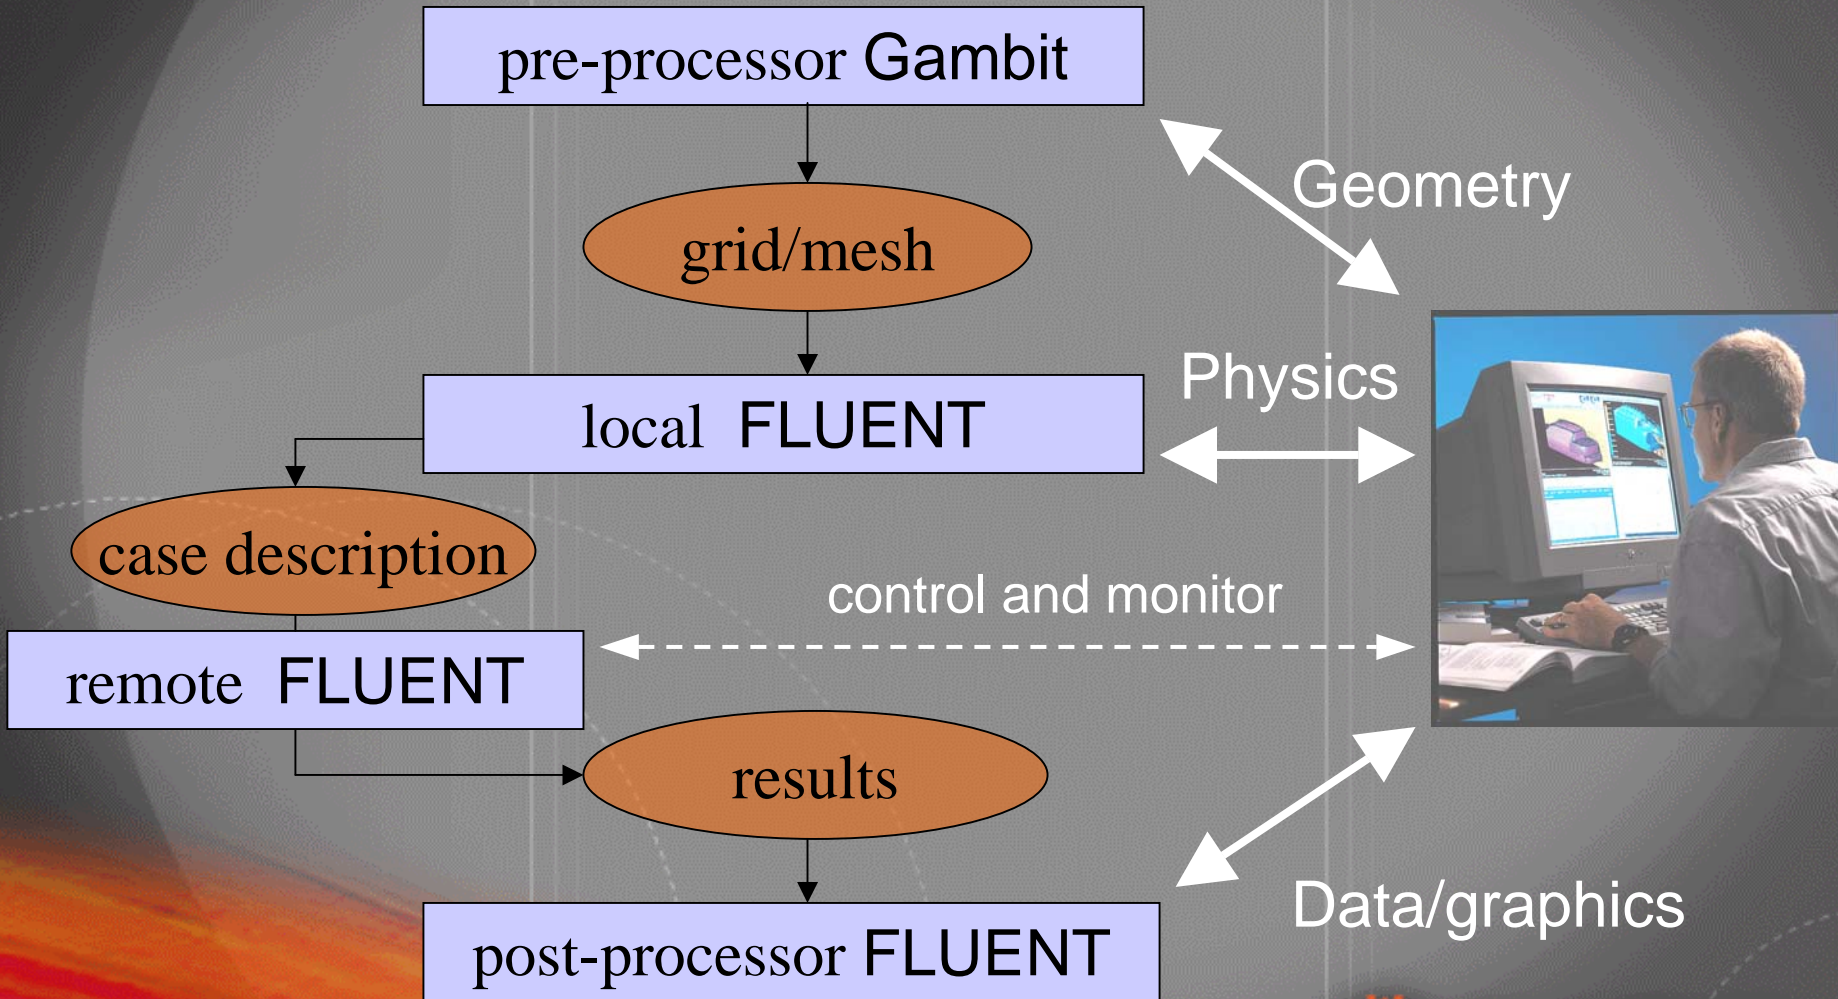 pre-processor Gambit
Geometry
grid/mesh
Physics
local FLUENT
case description
control and monitor
remote FLUENT
results
Data/graphics
post-processor FLUENT